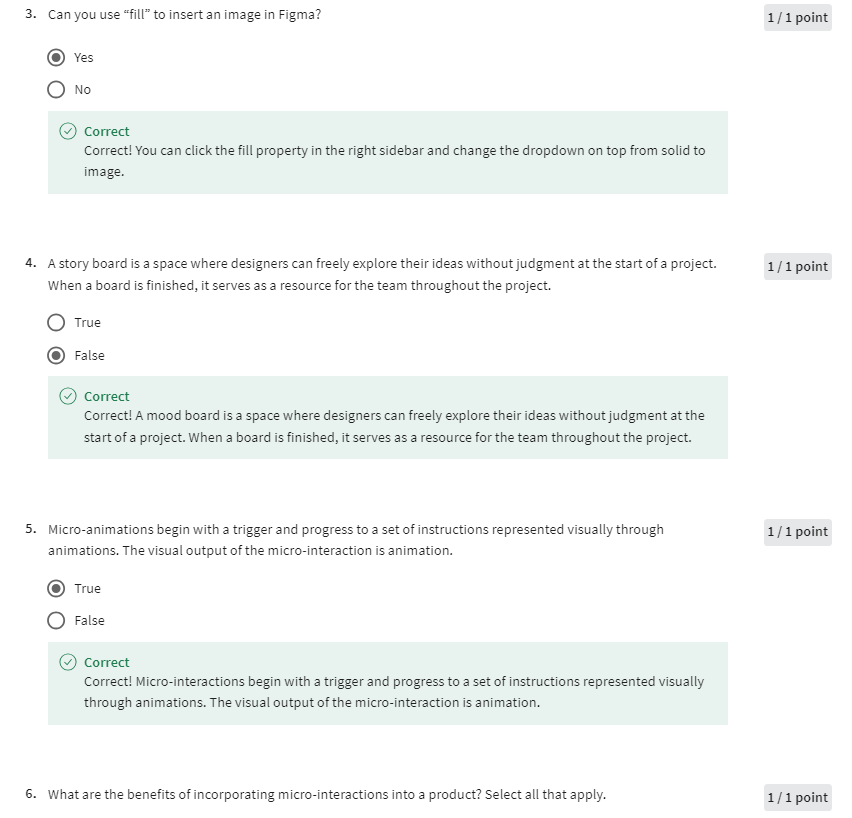 3. Can you use “fill” to insert an image in Figma?
1 / 1 point
Yes
No
Correct
Correct! You can click the fill property in the right sidebar and change the dropdown on top from solid to
image.
4. A story board is a space where designers can freely explore their ideas without judgment at the start of a project.
1 / 1 point
When a board is finished, it serves as a resource for the team throughout the project.
True
False
Correct
Correct! A mood board is a space where designers can freely explore their ideas without judgment at the
start of a project. When a board is finished, it serves as a resource for the team throughout the project.
5. Micro-animations begin with a trigger and progress to a set of instructions represented visually through
1 / 1 point
animations. The visual output of the micro-interaction is animation.
True
False
Correct
Correct! Micro-interactions begin with a trigger and progress to a set of instructions represented visually
through animations. The visual output of the micro-interaction is animation.
6. What are the benefits of incorporating micro-interactions into a product? Select all that apply.
1 / 1 point